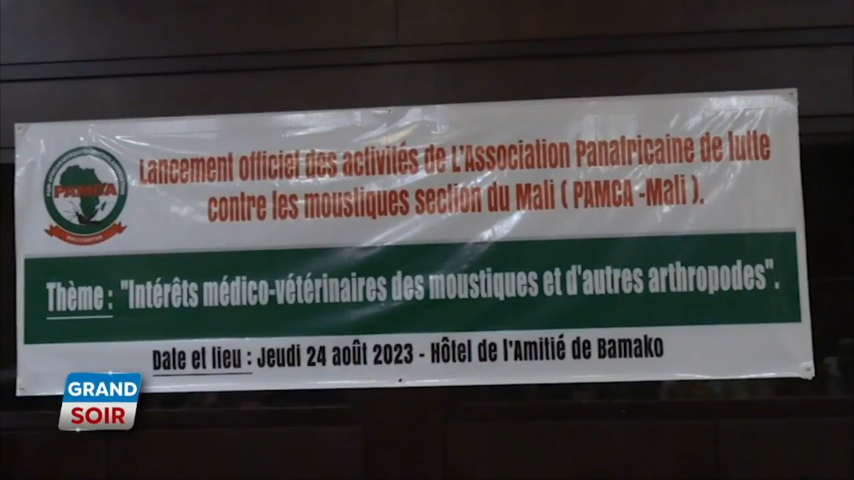 PAMCA
Lancement officiel des activités de L'Association Panafricaine de lutte
contre les moustiques section du Mali ( PAMCA -Mali ).
Thème : "Intérêts médico-vétérinaires des moustiques et d'autres arthropodes".
Date et lieu : Jeudi 24 août 2023 - Hôtel de l'Amitié de Bamako
GRAND
SOIR